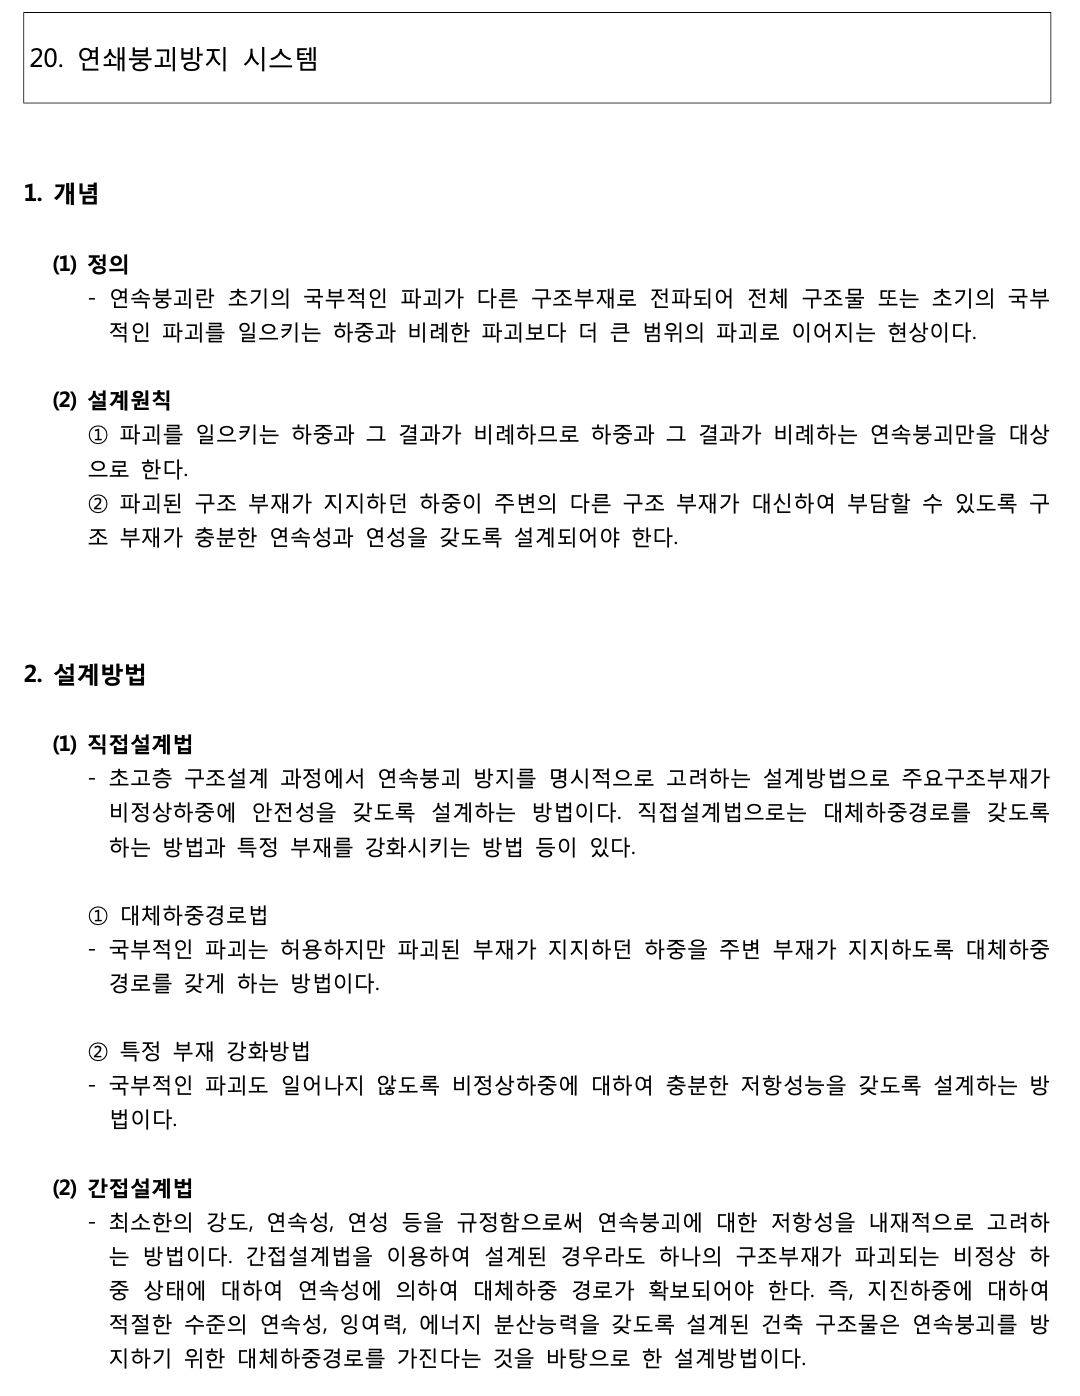 20. 연쇄붕괴방지 시스템
1. 개념
(1) 정의
- 연속붕괴란 초기의 국부적인 파괴가 다른 구조부재로 전파되어 전체 구조물 또는 초기의 국부
적인 파괴를 일으키는 하중과 비례한 파괴보다 더 큰 범위의 파괴로 이어지는 현상이다.
(2) 설계원칙
① 파괴를 일으키는 하중과 그 결과가 비례하므로 하중과 그 결과가 비례하는 연속붕괴만을 대상
으로 한다.
② 파괴된 구조 부재가 지지하던 하중이 주변의 다른 구조 부재가 대신하여 부담할 수 있도록 구
조 부재가 충분한 연속성과 연성을 갖도록 설계되어야 한다.
2. 설계방법
(1) 직접설계법
- 초고층 구조설계 과정에서 연속붕괴 방지를 명시적으로 고려하는 설계방법으로 주요구조부재가
비정상하중에 안전성을 갖도록 설계하는 방법이다. 직접설계법으로는 대체하중경로를 갖도록
하는 방법과 특정 부재를 강화시키는 방법 등이 있다.
① 대체하중경로법
- 국부적인 파괴는 허용하지만 파괴된 부재가 지지하던 하중을 주변 부재가 지지하도록 대체하중
경로를 갖게 하는 방법이다.
② 특정 부재 강화방법
- 국부적인 파괴도 일어나지 않도록 비정상하중에 대하여 충분한 저항성능을 갖도록 설계하는 방
법이다.
(2) 간접설계법
- 최소한의 강도, 연속성, 연성 등을 규정함으로써 연속붕괴에 대한 저항성을 내재적으로 고려하
는 방법이다. 간접설계법을 이용하여 설계된 경우라도 하나의 구조부재가 파괴되는 비정상 하
중 상태에 대하여 연속성에 의하여 대체하중 경로가 확보되어야 한다. 즉, 지진하중에 대하여
적절한 수준의 연속성, 잉여력, 에너지 분산능력을 갖도록 설계된 건축 구조물은 연속붕괴를 방
지하기 위한 대체하중경로를 가진다는 것을 바탕으로 한 설계방법이다.